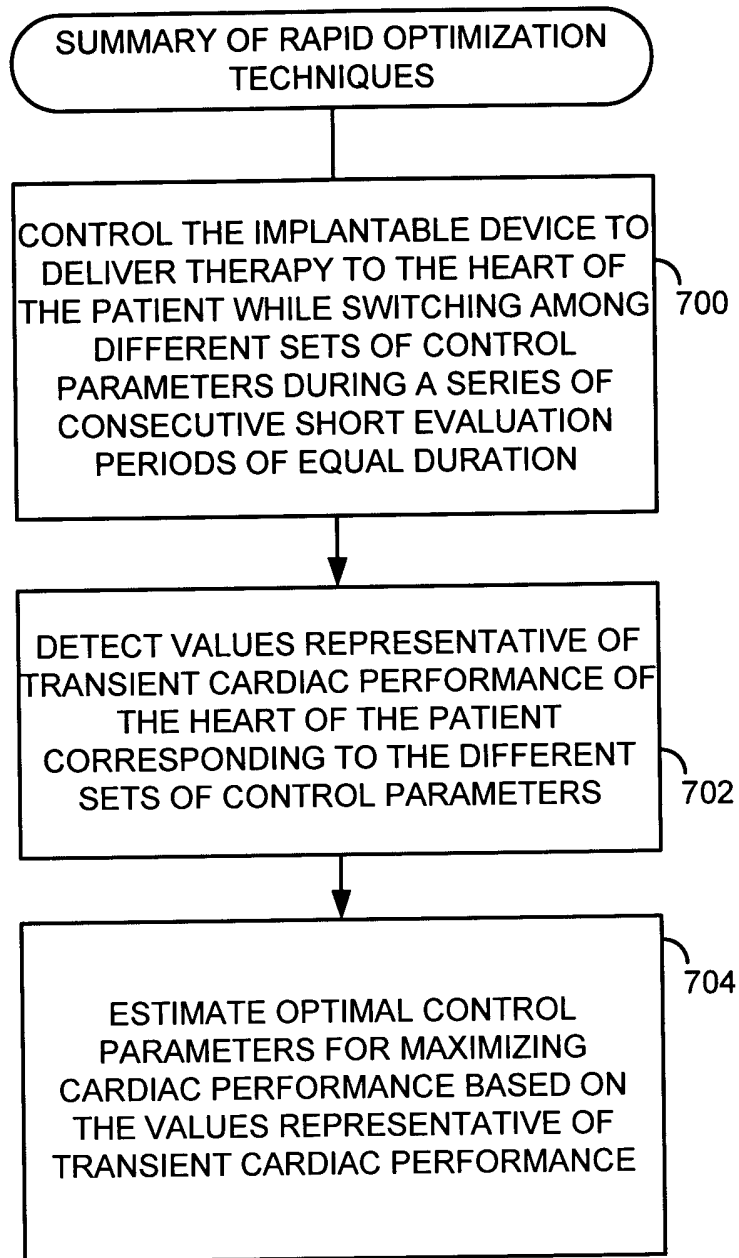 SUMMARY OF RAPID OPTIMIZATION
TECHNIQUES
CONTROL THE IMPLANTABLE DEVICE TO
DELIVER THERAPY TO THE HEART OF
THE PATIENT WHILE SWITCHING AMONG
DIFFERENT SETS OF CONTROL
PARAMETERS DURING A SERIES OF
CONSECUTIVE SHORT EVALUATION
PERIODS OF EQUAL DURATION
700
DETECT VALUES REPRESENTATIVE OF
TRANSIENT CARDIAC PERFORMANCE OF
THE HEART OF THE PATIENT
CORRESPONDING TO THE DIFFERENT
SETS OF CONTROL PARAMETERS
702
ESTIMATE OPTIMAL CONTROL
PARAMETERS FOR MAXIMIZING
CARDIAC PERFORMANCE BASED ON
THE VALUES REPRESENTATIVE OF
TRANSIENT CARDIAC PERFORMANCE
704